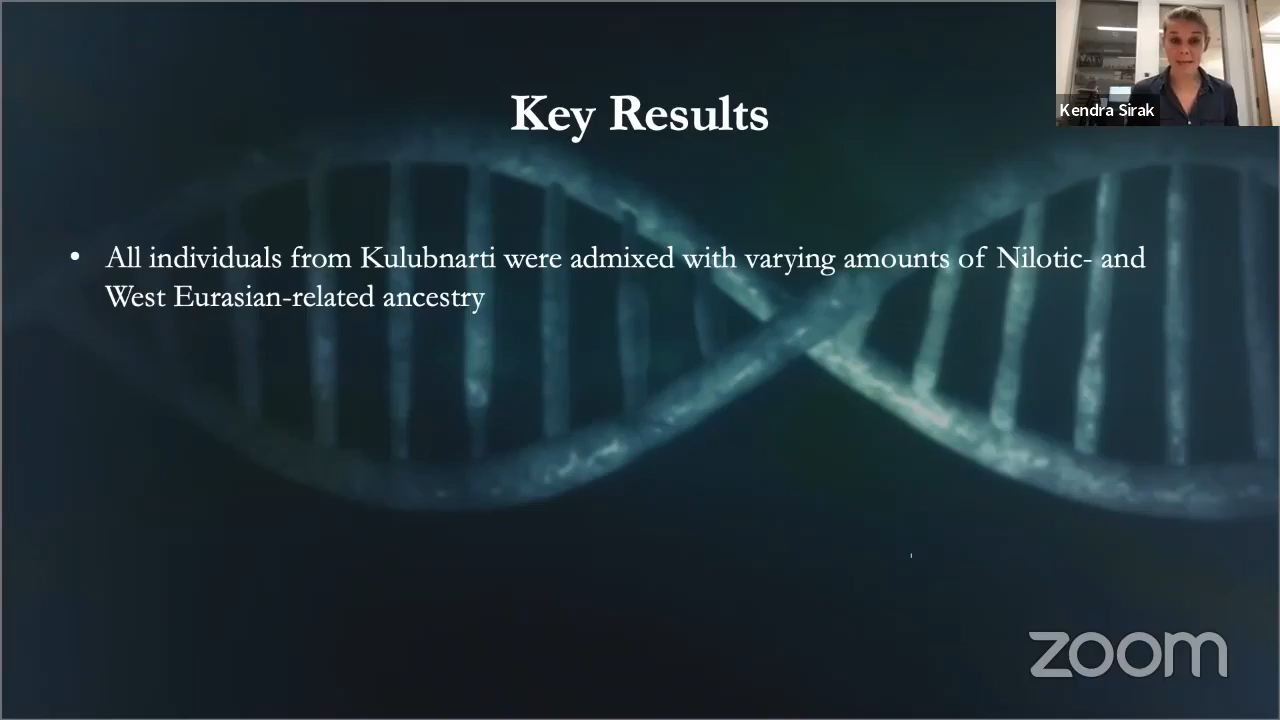 Key Results
Kendra Sirak
• All individuals from Kulubnarti were admixed with varying amounts of Nilotic- and
West Eurasian-related ancestry
zoom